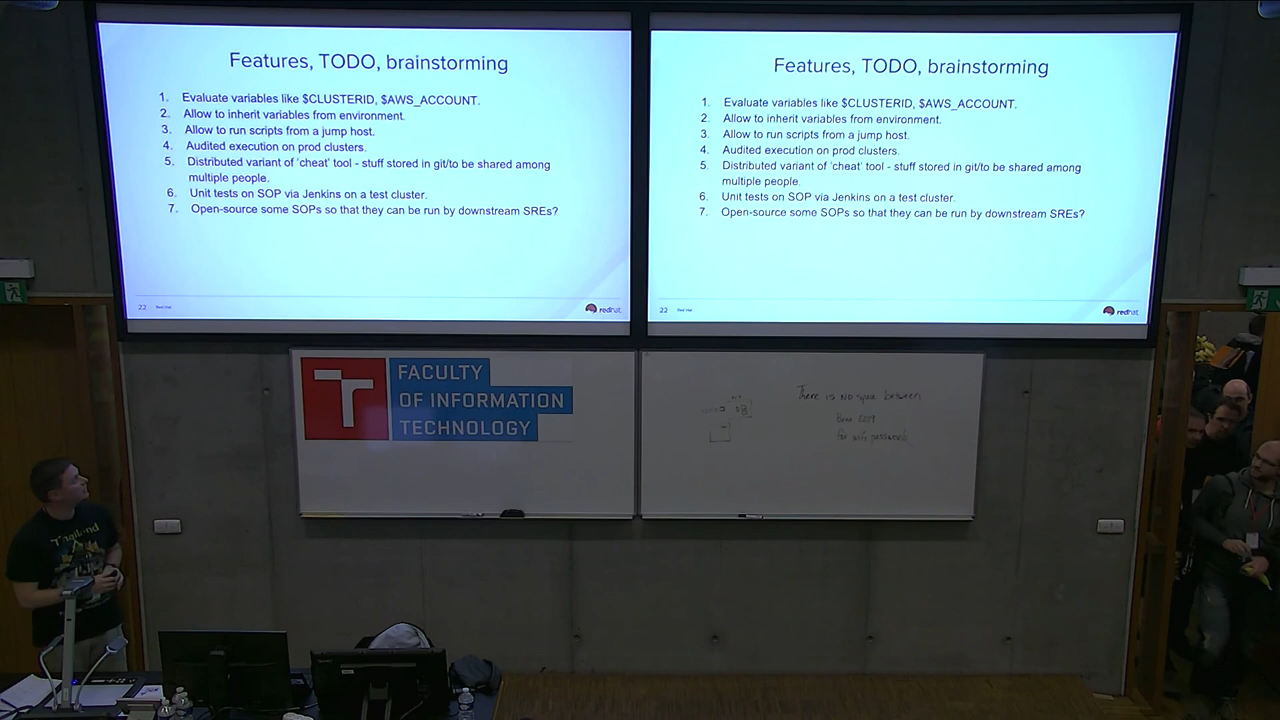 Features, TODO, brainstorming
1. Evaluate variables like $CLUSTERID, $AWS_ACCOUNT.
2. Allow to inherit variables from environment.
3. Allow to run scripts from a jump host.
4. Audited execution on prod clusters.
5. Distributed variant of 'cheat' tool - stuff stored in git/to be shared among
multiple people.
6. Unit tests on SOP via Jenkins on a test cluster.
7. Open-source some SOPs so that they can be run by downstream SREs?
22 Red Hat
redhat
Features, TODO, brainstorming
1. Evaluate variables like $CLUSTERID, $AWS_ACCOUNT.
2. Allow to inherit variables from environment.
3. Allow to run scripts from a jump host.
4. Audited execution on prod clusters.
5. Distributed variant of 'cheat' tool - stuff stored in git/to be shared among
multiple people.
6. Unit tests on SOP via Jenkins on a test cluster.
7. Open-source some SOPs so that they can be run by downstream SREs?
22 Red Hat
redhat
FACULTY
OF INFORMATION
TECHNOLOGY
There is NO space between
Thailand